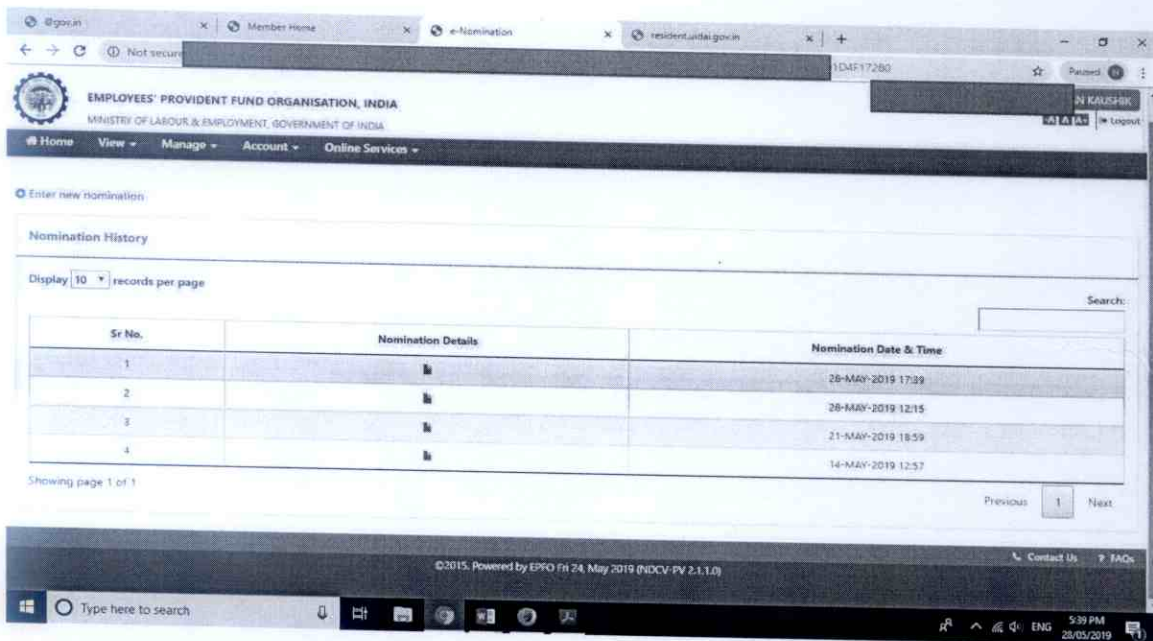 @gov.in
Member Home
e-Nomination
resident.uidai.gov.in
Not secure
1D4F17260
Paused
EMPLOYEES' PROVIDENT FUND ORGANISATION, INDIA
MINISTRY OF LABOUR & EMPLOYMENT, GOVERNMENT OF INDIA
N KAUSHIK
-A A A+ Logout
Home View Manage Account Online Services
Enter new nomination
Nomination History
Display 10 records per page
Search:
Sr No. Nomination Details Nomination Date & Time
1 28-MAY-2019 17:39
2 28-MAY-2019 12:15
3 21-MAY-2019 18:59
4 14-MAY-2019 12:57
Showing page 1 of 1
Previous 1 Next
Contact Us ? FAQs
©2015. Powered by EPFO Fri 24, May 2019 (NDCV-PV 2.1.1.0)
Type here to search
ENG
5:39 PM
28/05/2019